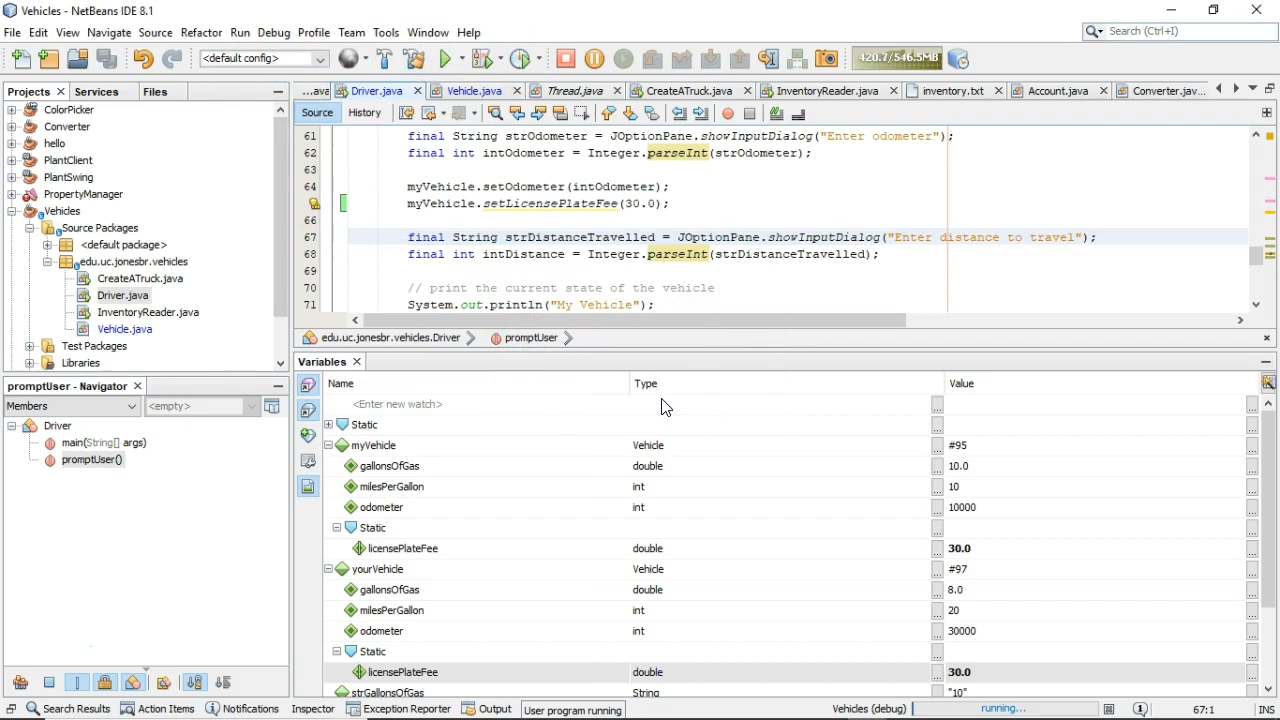 Vehicles - NetBeans IDE 8.1
File Edit View Navigate Source Refactor Run Debug Profile Team Tools Window Help
Search (Ctrl+I)
<default config>
420.7/546.5MB
Projects Services Files
...ava Driver.java Vehicle.java Thread.java CreateATruck.java InventoryReader.java inventory.txt Account.java Converter.jav...
Source History
ColorPicker
Converter
hello
PlantClient
PlantSwing
PropertyManager
Vehicles
Source Packages
<default package>
edu.uc.jonesbr.vehicles
CreateATruck.java
Driver.java
InventoryReader.java
Vehicle.java
Test Packages
Libraries
61 final String strOdometer = JOptionPane.showInputDialog("Enter odometer");
62 final int intOdometer = Integer.parseInt(strOdometer);
63
64 myVehicle.setOdometer(intOdometer);
myVehicle.setLicensePlateFee(30.0);
66
67 final String strDistanceTravelled = JOptionPane.showInputDialog("Enter distance to travel");
68 final int intDistance = Integer.parseInt(strDistanceTravelled);
69
70 // print the current state of the vehicle
71 System.out.println("My Vehicle");
edu.uc.jonesbr.vehicles.Driver promptUser
promptUser - Navigator
Members <empty>
Driver
main(String[] args)
promptUser()
Variables
Name Type Value
<Enter new watch>
Static
myVehicle Vehicle #95
gallonsOfGas double 10.0
milesPerGallon int 10
odometer int 10000
Static
licensePlateFee double 30.0
yourVehicle Vehicle #97
gallonsOfGas double 8.0
milesPerGallon int 20
odometer int 30000
Static
licensePlateFee double 30.0
strGallonsOfGas String "10"
Search Results Action Items Notifications Inspector Exception Reporter Output User program running Vehicles (debug) running... 67:1 INS